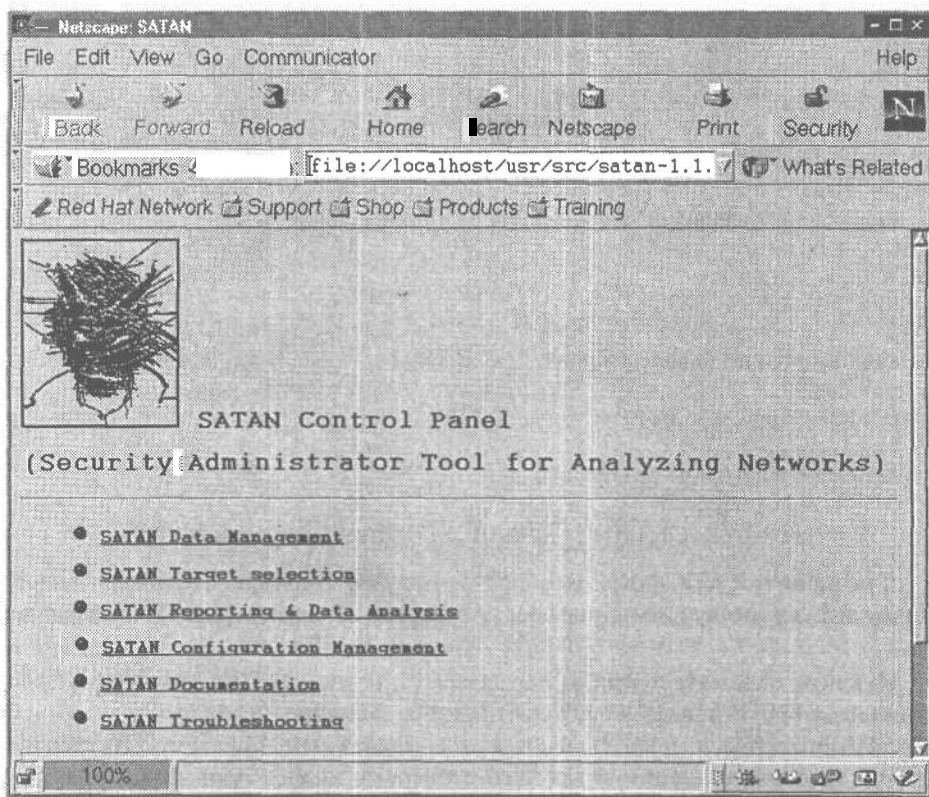 Netscape: SATAN
File Edit View Go Communicator Help
Back Forward Reload Home earch Netscape Print Security
N
Bookmarks file://localhost/usr/src/satan-1.1. What's Related
Red Hat Network Support Shop Products Training
SATAN Control Panel
(Security Administrator Tool for Analyzing Networks)
SATAN Data Management
SATAN Target selection
SATAN Reporting & Data Analysis
SATAN Configuration Management
SATAN Documentation
SATAN Troubleshooting
100%